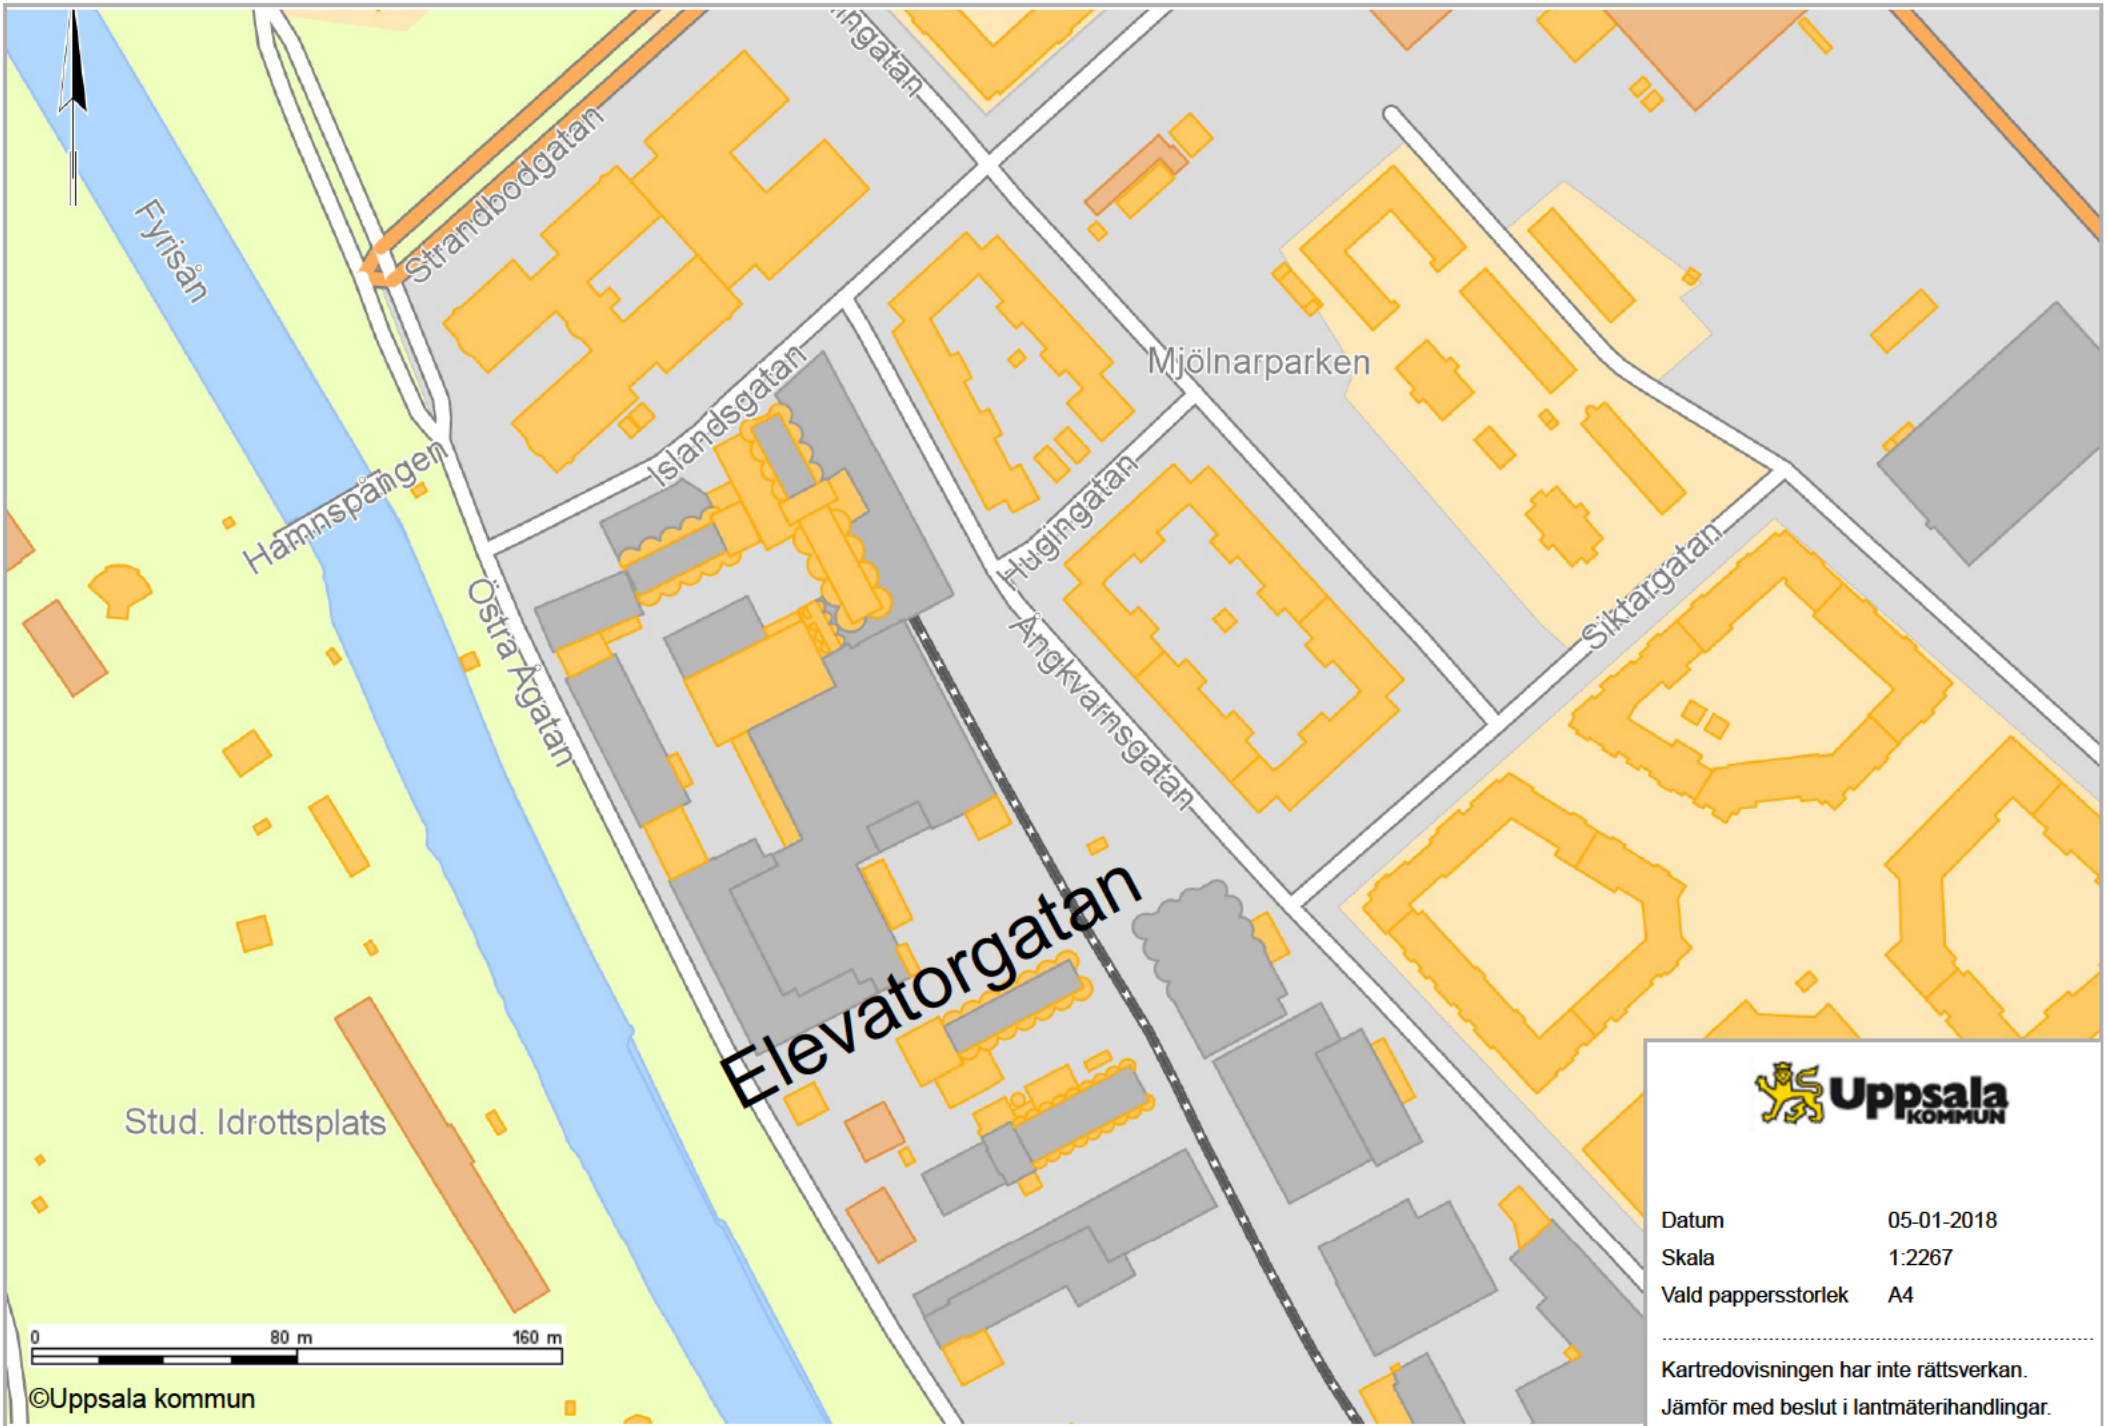 Strandbodgatan
Fyrisån
Islandsgatan
Mjölnarparken
Hamnspången
Hugingatan
Siktargatan
Östra Ågatan
Ångkvarnsgatan
Elevatorgatan
Stud. Idrottsplats
Uppsala
KOMMUN
Datum 05-01-2018
Skala 1:2267
Vald pappersstorlek A4
Kartredovisningen har inte rättsverkan.
Jämför med beslut i lantmäterihandlingar.
0 80 m 160 m
©Uppsala kommun